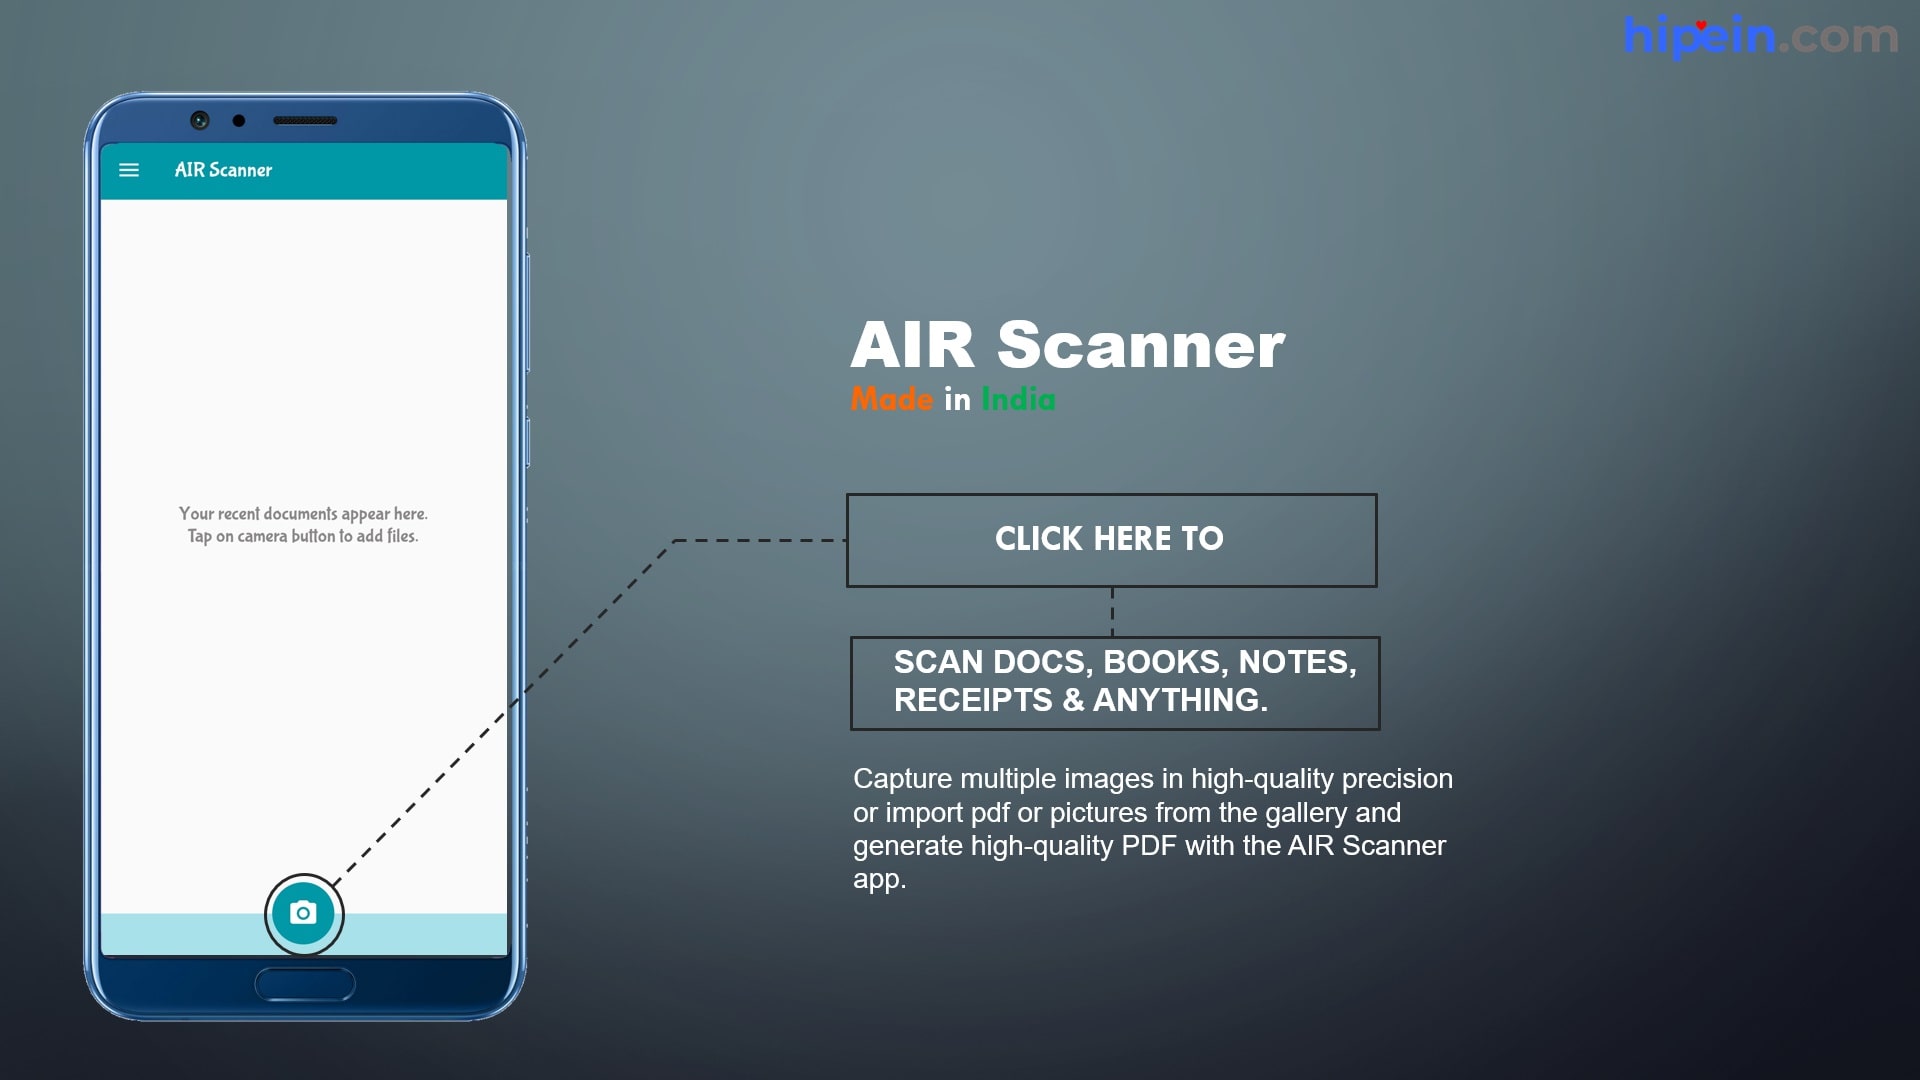 hipein.com
AIR Scanner
Your recent documents appear here.
Tap on camera button to add files.
AIR Scanner
Made in India
CLICK HERE TO
SCAN DOCS, BOOKS, NOTES,
RECEIPTS & ANYTHING.
Capture multiple images in high-quality precision
or import pdf or pictures from the gallery and
generate high-quality PDF with the AIR Scanner
app.